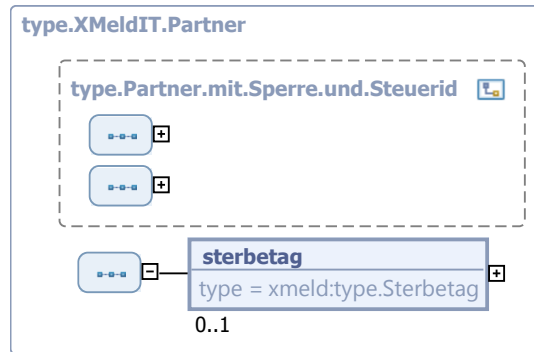 type.XMeldIT.Partner
type.Partner.mit.Sperre.und.Steuerid
sterbetag
type = xmeld:type.Sterbetag
0..1